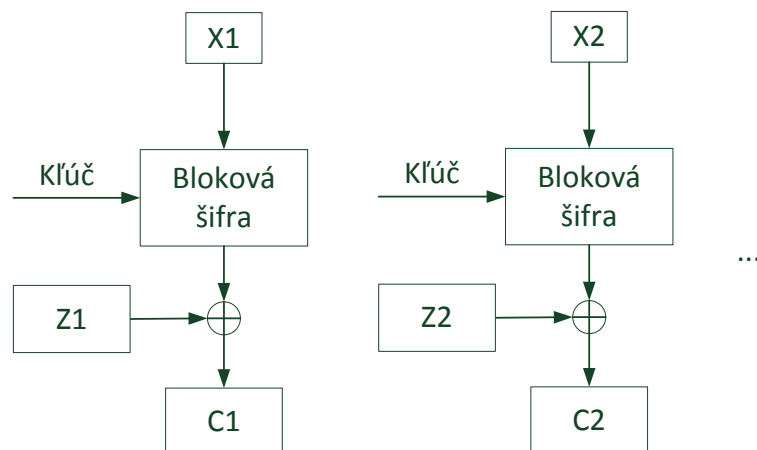 X1
X2
Kľúč
Bloková
šifra
Kľúč
Bloková
šifra
...
Z1
Z2
C1
C2